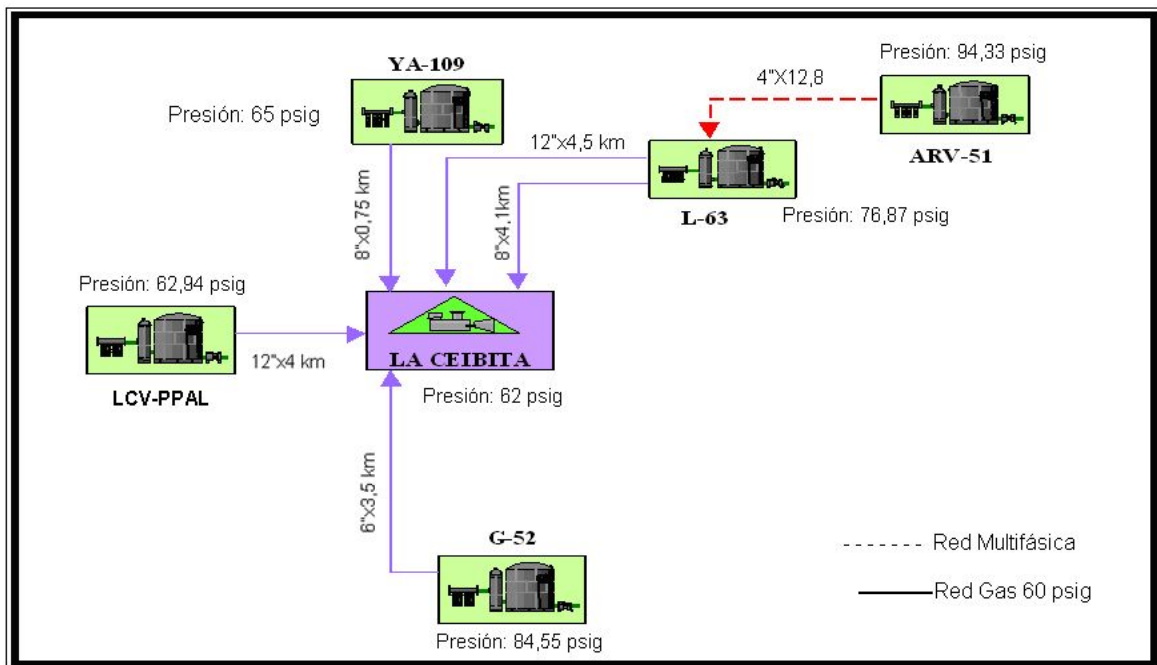 Presión: 94,33 psig
YA-109
4"X12,8
Presión: 65 psig
12"x4,5 km
ARV-51
8"x0,75 km
8"x4,1km
L-63
Presión: 76,87 psig
Presión: 62,94 psig
LA CEIBITA
12"x4 km
LCV-PPAL
Presión: 62 psig
6"x3,5 km
G-52
Red Multifásica
Red Gas 60 psig
Presión: 84,55 psig